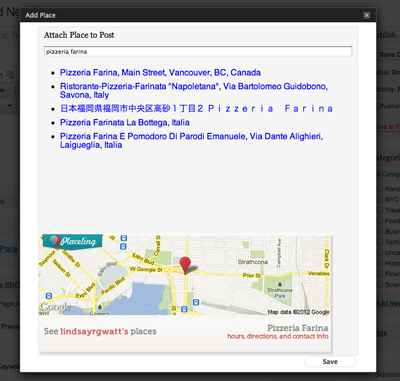 Add Place
Attach Place to Post
pizzeria farina
Pizzeria Farina, Main Street, Vancouver, BC, Canada
Ristorante-Pizzeria-Farinata "Napoletana", Via Bartolomeo Guidobono,
Savona, Italy
日本福岡県福岡市中央区高砂１丁目２ Ｐｉｚｚｅｒｉａ Ｆａｒｉｎａ
Pizzeria Farinata La Bottega, Italia
Pizzeria Farina E Pomodoro Di Parodi Emanuele, Via Dante Alighieri,
Laigueglia, Italia
Placeling
Expo Blvd
Strathcona
W Georgia St
Prior St
Venables
Google
Map data ©2012 Google
See lindsayrgwatt's places
Pizzeria Farina
hours, directions, and contact info
Save